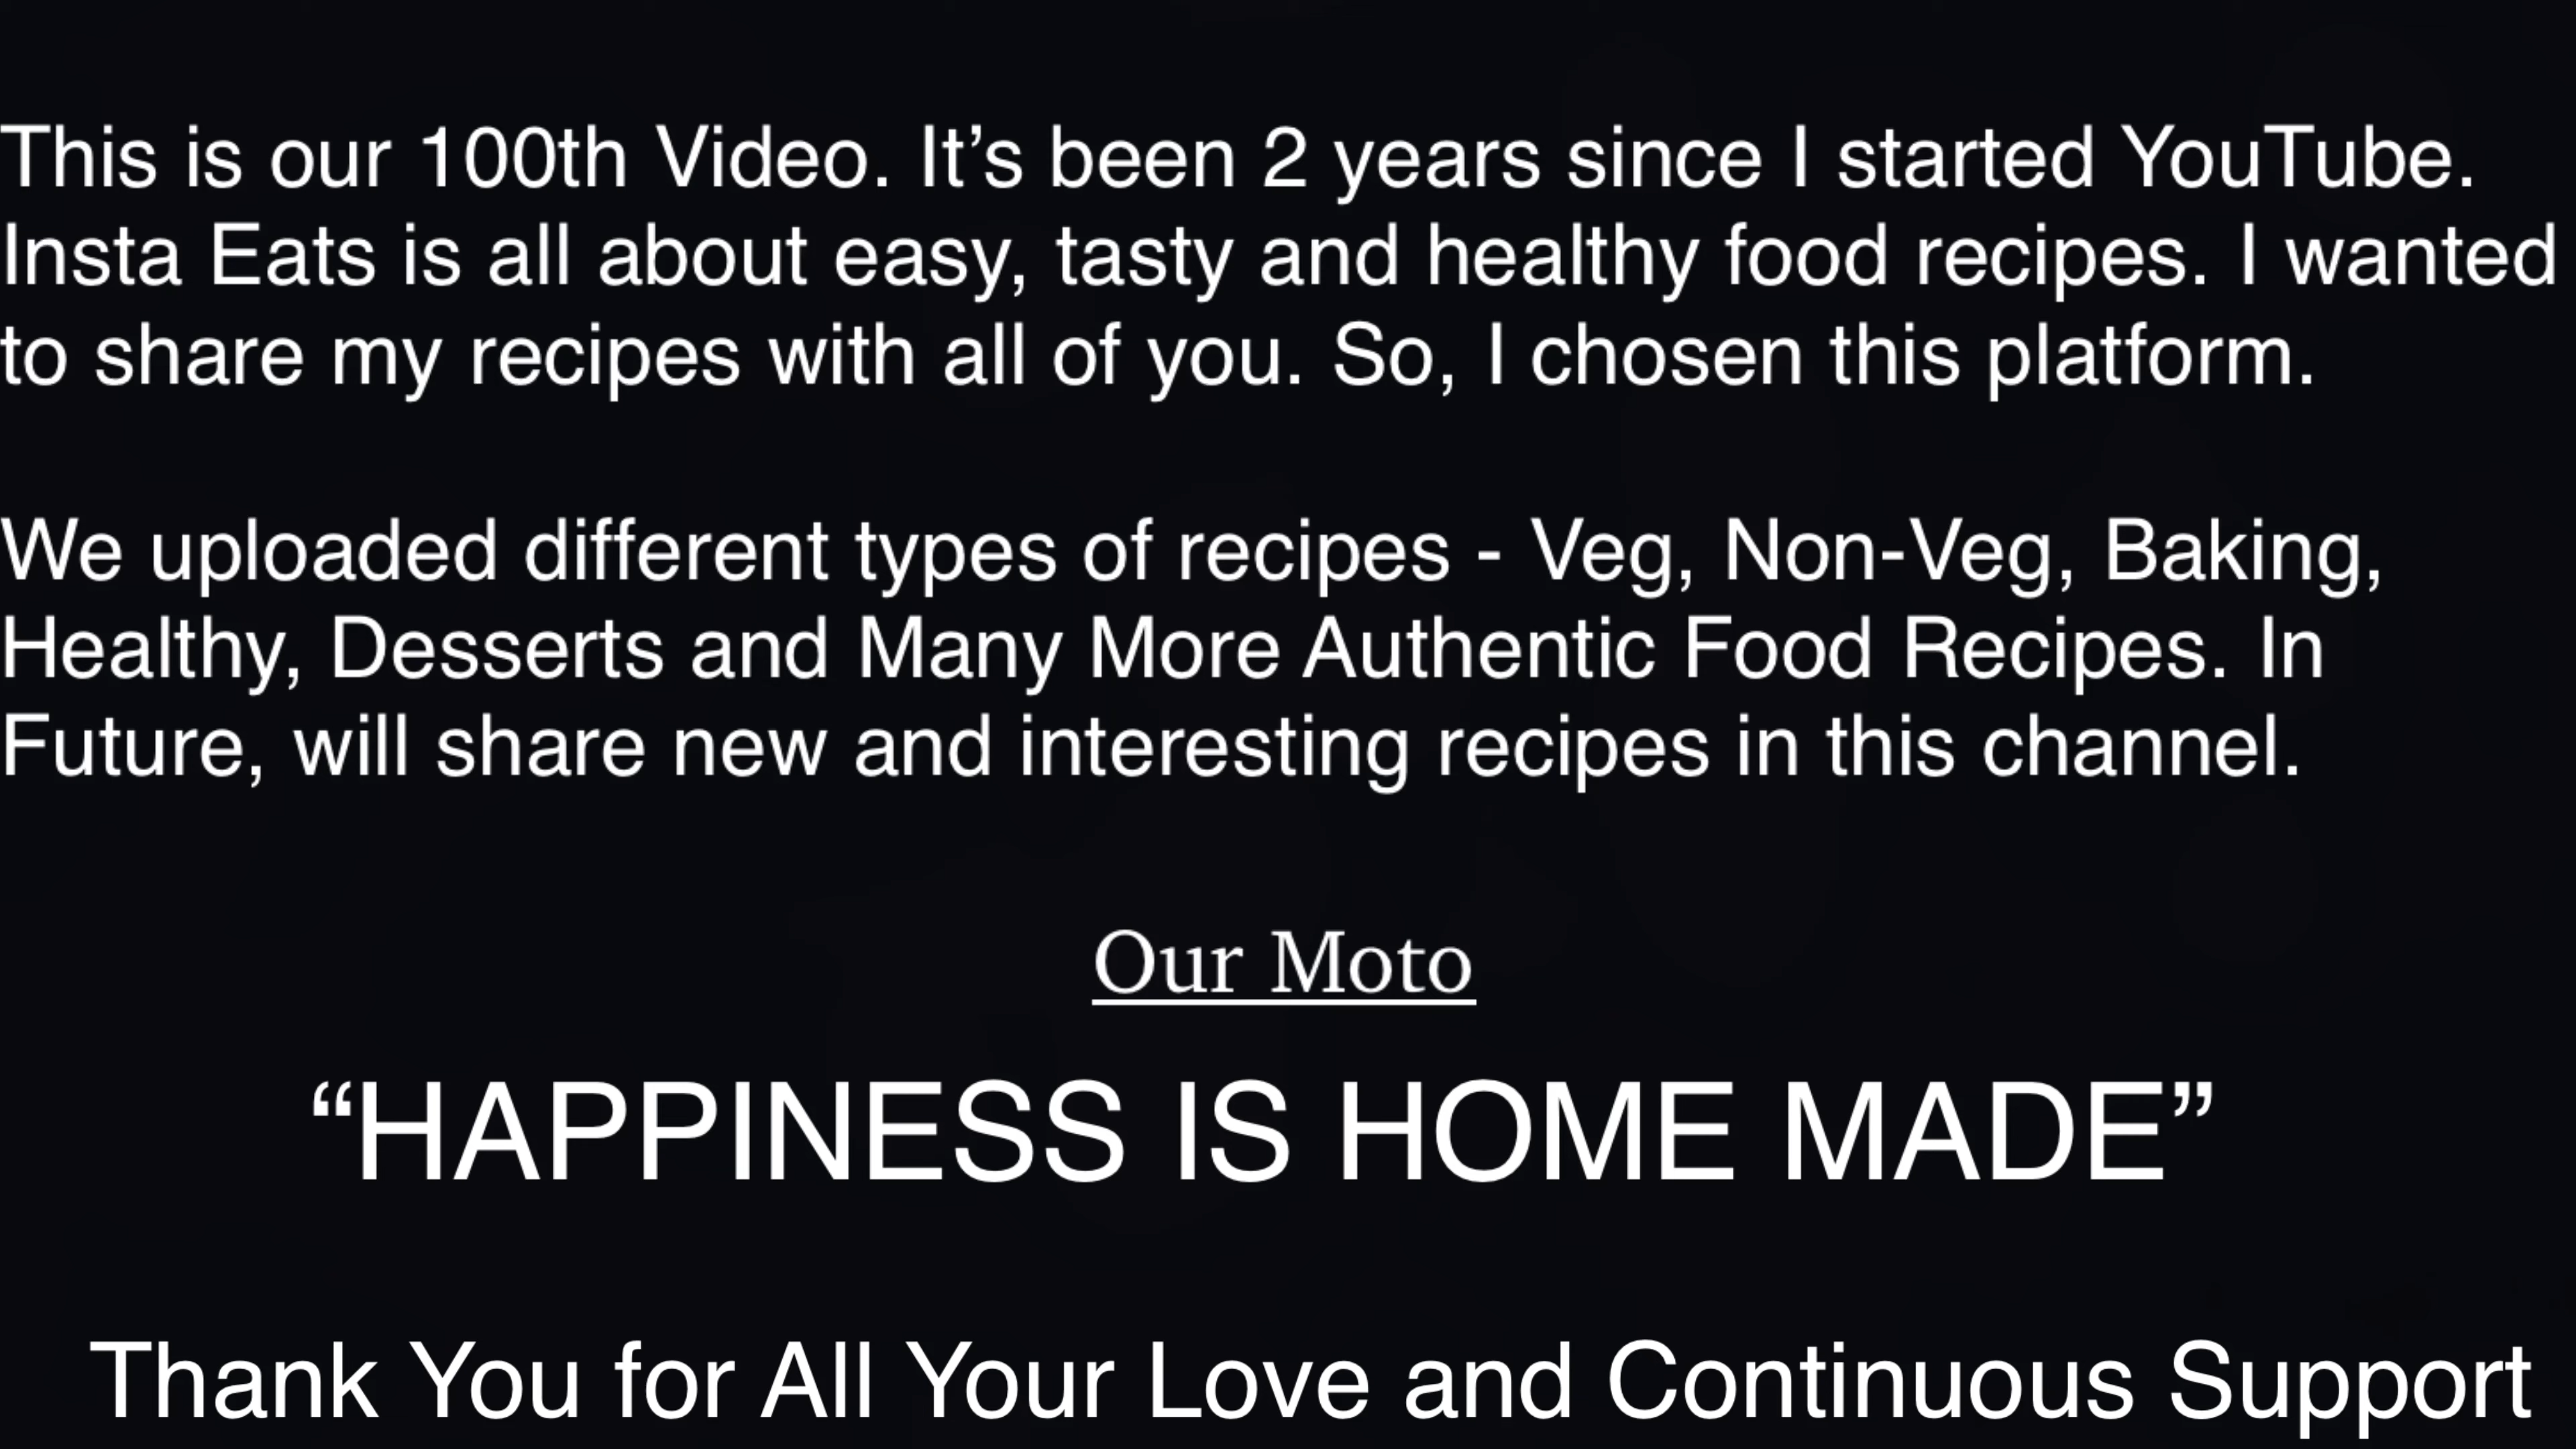 This is our 100th Video. It’s been 2 years since I started YouTube.
Insta Eats is all about easy, tasty and healthy food recipes. I wanted
to share my recipes with all of you. So, I chosen this platform.
We uploaded different types of recipes - Veg, Non-Veg, Baking,
Healthy, Desserts and Many More Authentic Food Recipes. In
Future, will share new and interesting recipes in this channel.
Our Moto
“HAPPINESS IS HOME MADE”
Thank You for All Your Love and Continuous Support